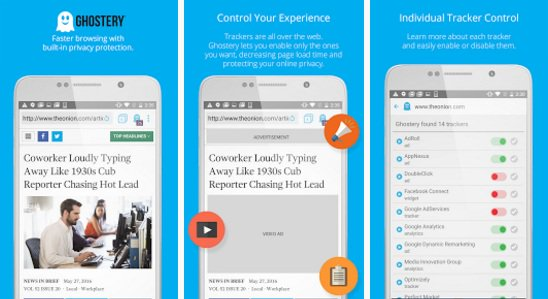 GHOSTERY
Faster browsing with
built-in privacy protection.
http://www.theonion.com/artic
TOP HEADLINES
Coworker Loudly Typing
Away Like 1930s Cub
Reporter Chasing Hot Lead
NEWS IN BRIEF May 27, 2016
VOL 52 ISSUE 20 · Local · Workplace
Control Your Experience
Trackers are all over the web.
Ghostery lets you enable only the ones
you want, decreasing page load time and
protecting your online privacy.
http://www.theonion.com/artic
ADVERTISEMENT
Coworker Loudly Typing
Away Like 1930s Cub
Reporter Chasing Hot Lead
VIDEO AD
NEWS IN BRIEF May 27, 2016
VOL 52 ISSUE 20 · Local · Workplace
Individual Tracker Control
Learn more about each tracker
and easily enable or disable them.
www.theonion.com
Ghostery found 14 trackers
AdRoll
ad
AppNexus
ad
DoubleClick
ad
Facebook Connect
widget
Google AdServices
tracker
Google Analytics
analytics
Google Dynamic Remarketing
ad
Media Innovation Group
analytics
Optimizely
tracker
Perfect Market